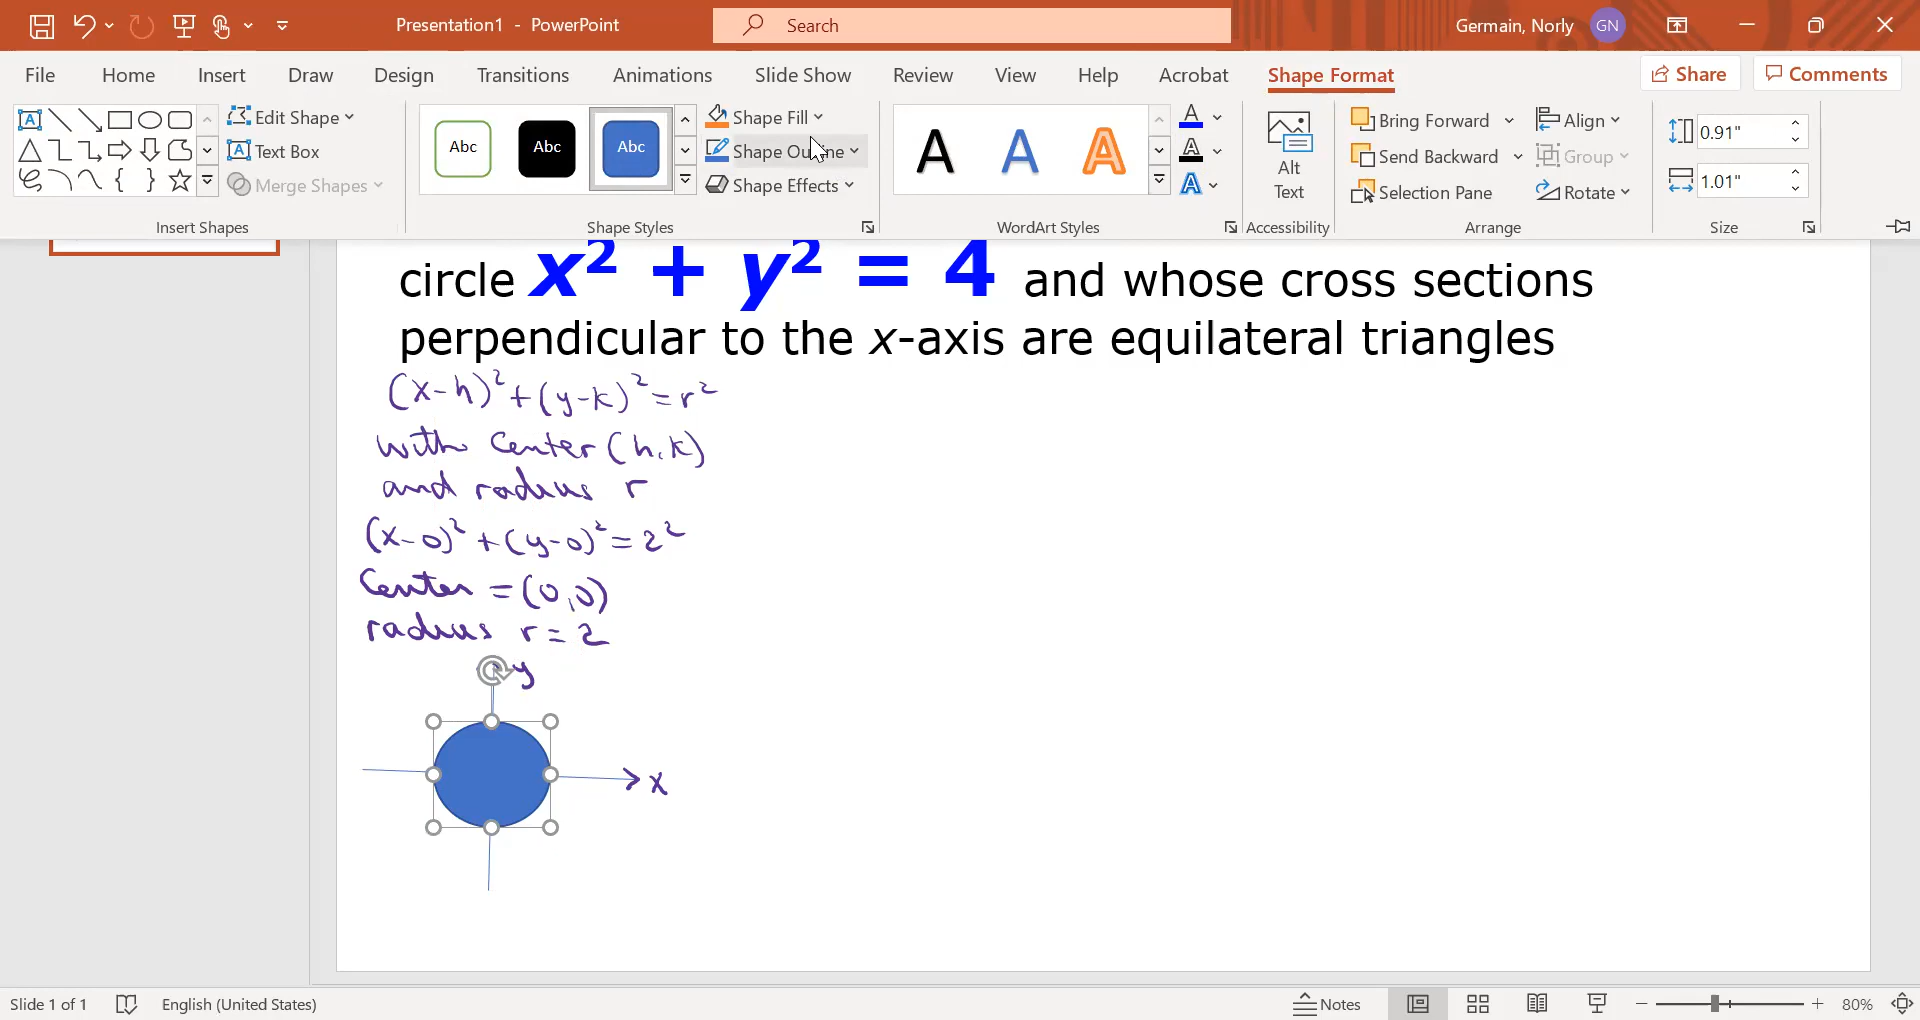 Presentation1 - PowerPoint
Search
Germain, Norly GN
File Home Insert Draw Design Transitions Animations Slide Show Review View Help Acrobat Shape Format Share Comments
Edit Shape
Text Box
Merge Shapes
Insert Shapes
Abc Abc Abc
Shape Fill
Shape Outline
Shape Effects
Shape Styles
A A A
A
A
A
WordArt Styles
Alt
Text
Accessibility
Bring Forward
Send Backward
Selection Pane
Align
Group
Rotate
Arrange
0.91"
1.01"
Size
circle x² + y² = 4 and whose cross sections
perpendicular to the x-axis are equilateral triangles
(x-h)² + (y-k)² = r²
with center (h,k)
and radius r
(x-0)² + (y-0)² = 2²
Center = (0,0)
radius r = 2
y
x
Slide 1 of 1 English (United States) Notes 80%